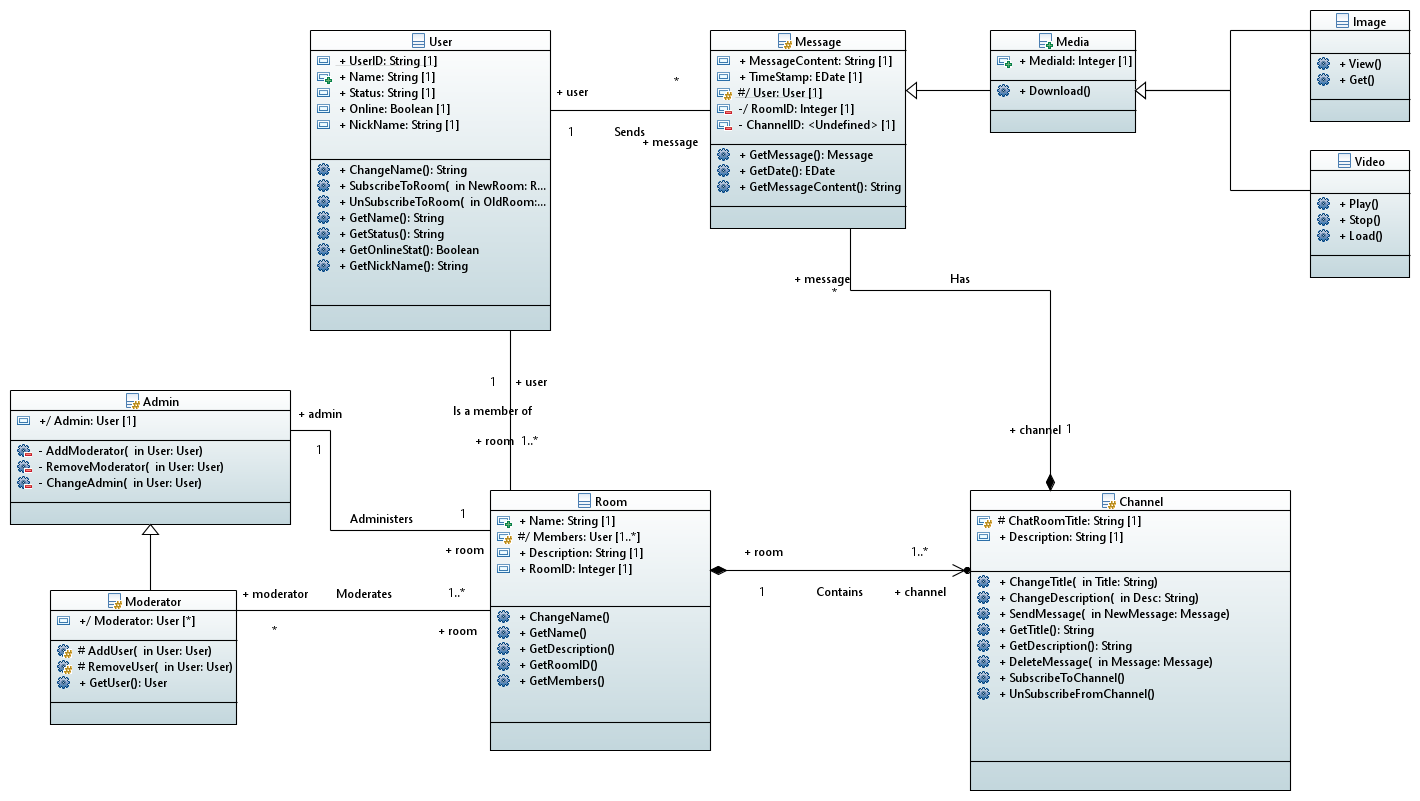 User
+ UserID: String [1]
+ Name: String [1]
+ Status: String [1]
+ Online: Boolean [1]
+ NickName: String [1]
+ ChangeName(): String
+ SubscribeToRoom( in NewRoom: R...
+ UnSubscribeToRoom( in OldRoom:...
+ GetName(): String
+ GetStatus(): String
+ GetOnlineStat(): Boolean
+ GetNickName(): String
+ user
1
Sends
*
+ message
Message
+ MessageContent: String [1]
+ TimeStamp: EDate [1]
#/ User: User [1]
-/ RoomID: Integer [1]
- ChannelID: <Undefined> [1]
+ GetMessage(): Message
+ GetDate(): EDate
+ GetMessageContent(): String
Media
+ MediaId: Integer [1]
+ Download()
Image
+ View()
+ Get()
Video
+ Play()
+ Stop()
+ Load()
+ message
*
Has
+ channel 1
1 + user
Is a member of
+ room 1..*
Admin
+/ Admin: User [1]
- AddModerator( in User: User)
- RemoveModerator( in User: User)
- ChangeAdmin( in User: User)
+ admin
1
Administers
1
+ room
Moderator
+/ Moderator: User [*]
# AddUser( in User: User)
# RemoveUser( in User: User)
+ GetUser(): User
+ moderator
*
Moderates
1..*
+ room
Room
+ Name: String [1]
#/ Members: User [1..*]
+ Description: String [1]
+ RoomID: Integer [1]
+ ChangeName()
+ GetName()
+ GetDescription()
+ GetRoomID()
+ GetMembers()
+ room
1
Contains
1..*
+ channel
Channel
# ChatRoomTitle: String [1]
+ Description: String [1]
+ ChangeTitle( in Title: String)
+ ChangeDescription( in Desc: String)
+ SendMessage( in NewMessage: Message)
+ GetTitle(): String
+ GetDescription(): String
+ DeleteMessage( in Message: Message)
+ SubscribeToChannel()
+ UnSubscribeFromChannel()